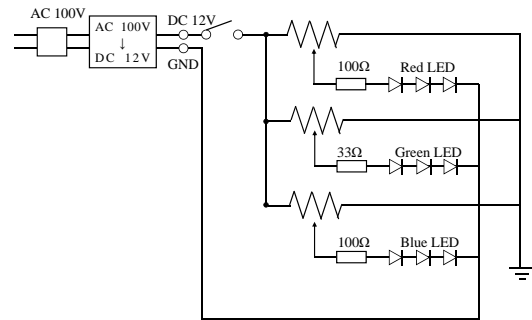 AC 100V
AC 100V
↓
DC 12V
DC 12V
GND
100Ω
Red LED
33Ω
Green LED
100Ω
Blue LED